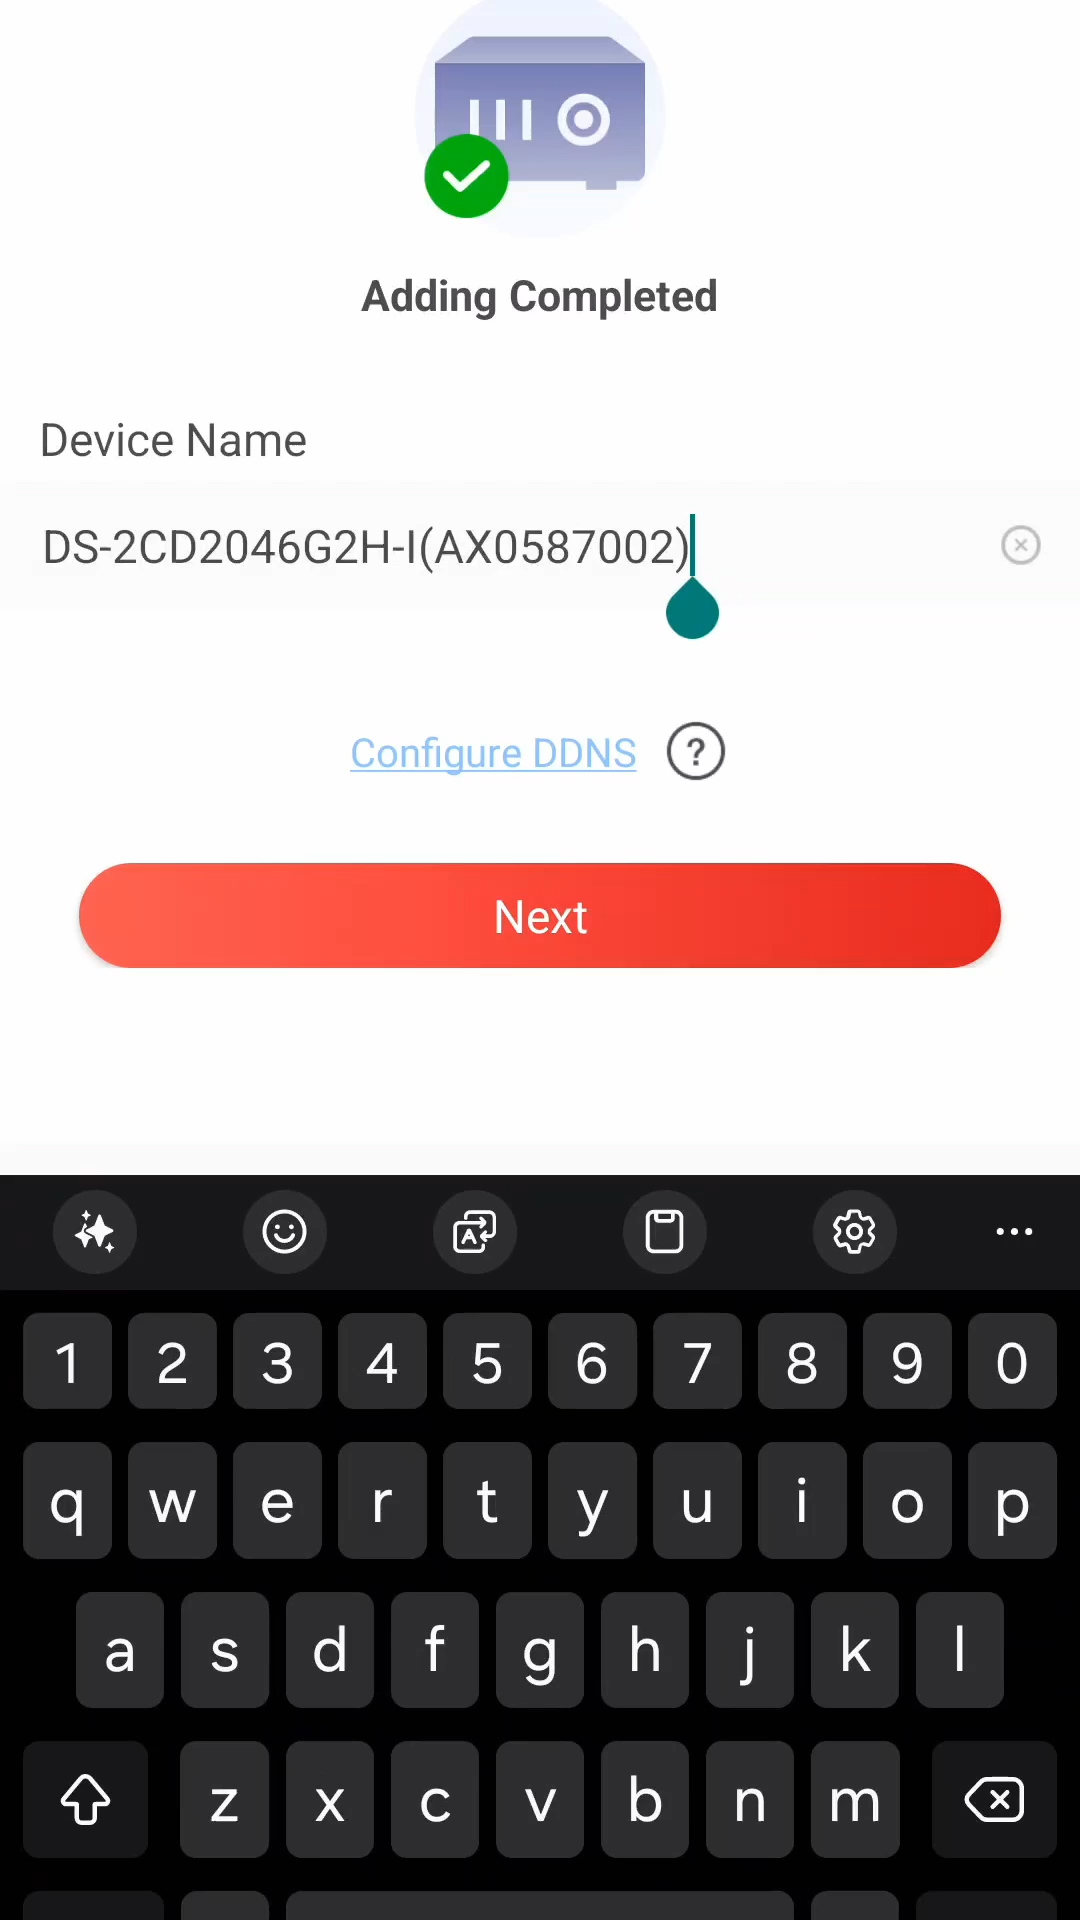 Adding Completed
Device Name
DS-2CD2046G2H-I(AX0587002)
Configure DDNS ?
Next
1 2 3 4 5 6 7 8 9 0
q w e r t y u i o p
a s d f g h j k l
z x c v b n m